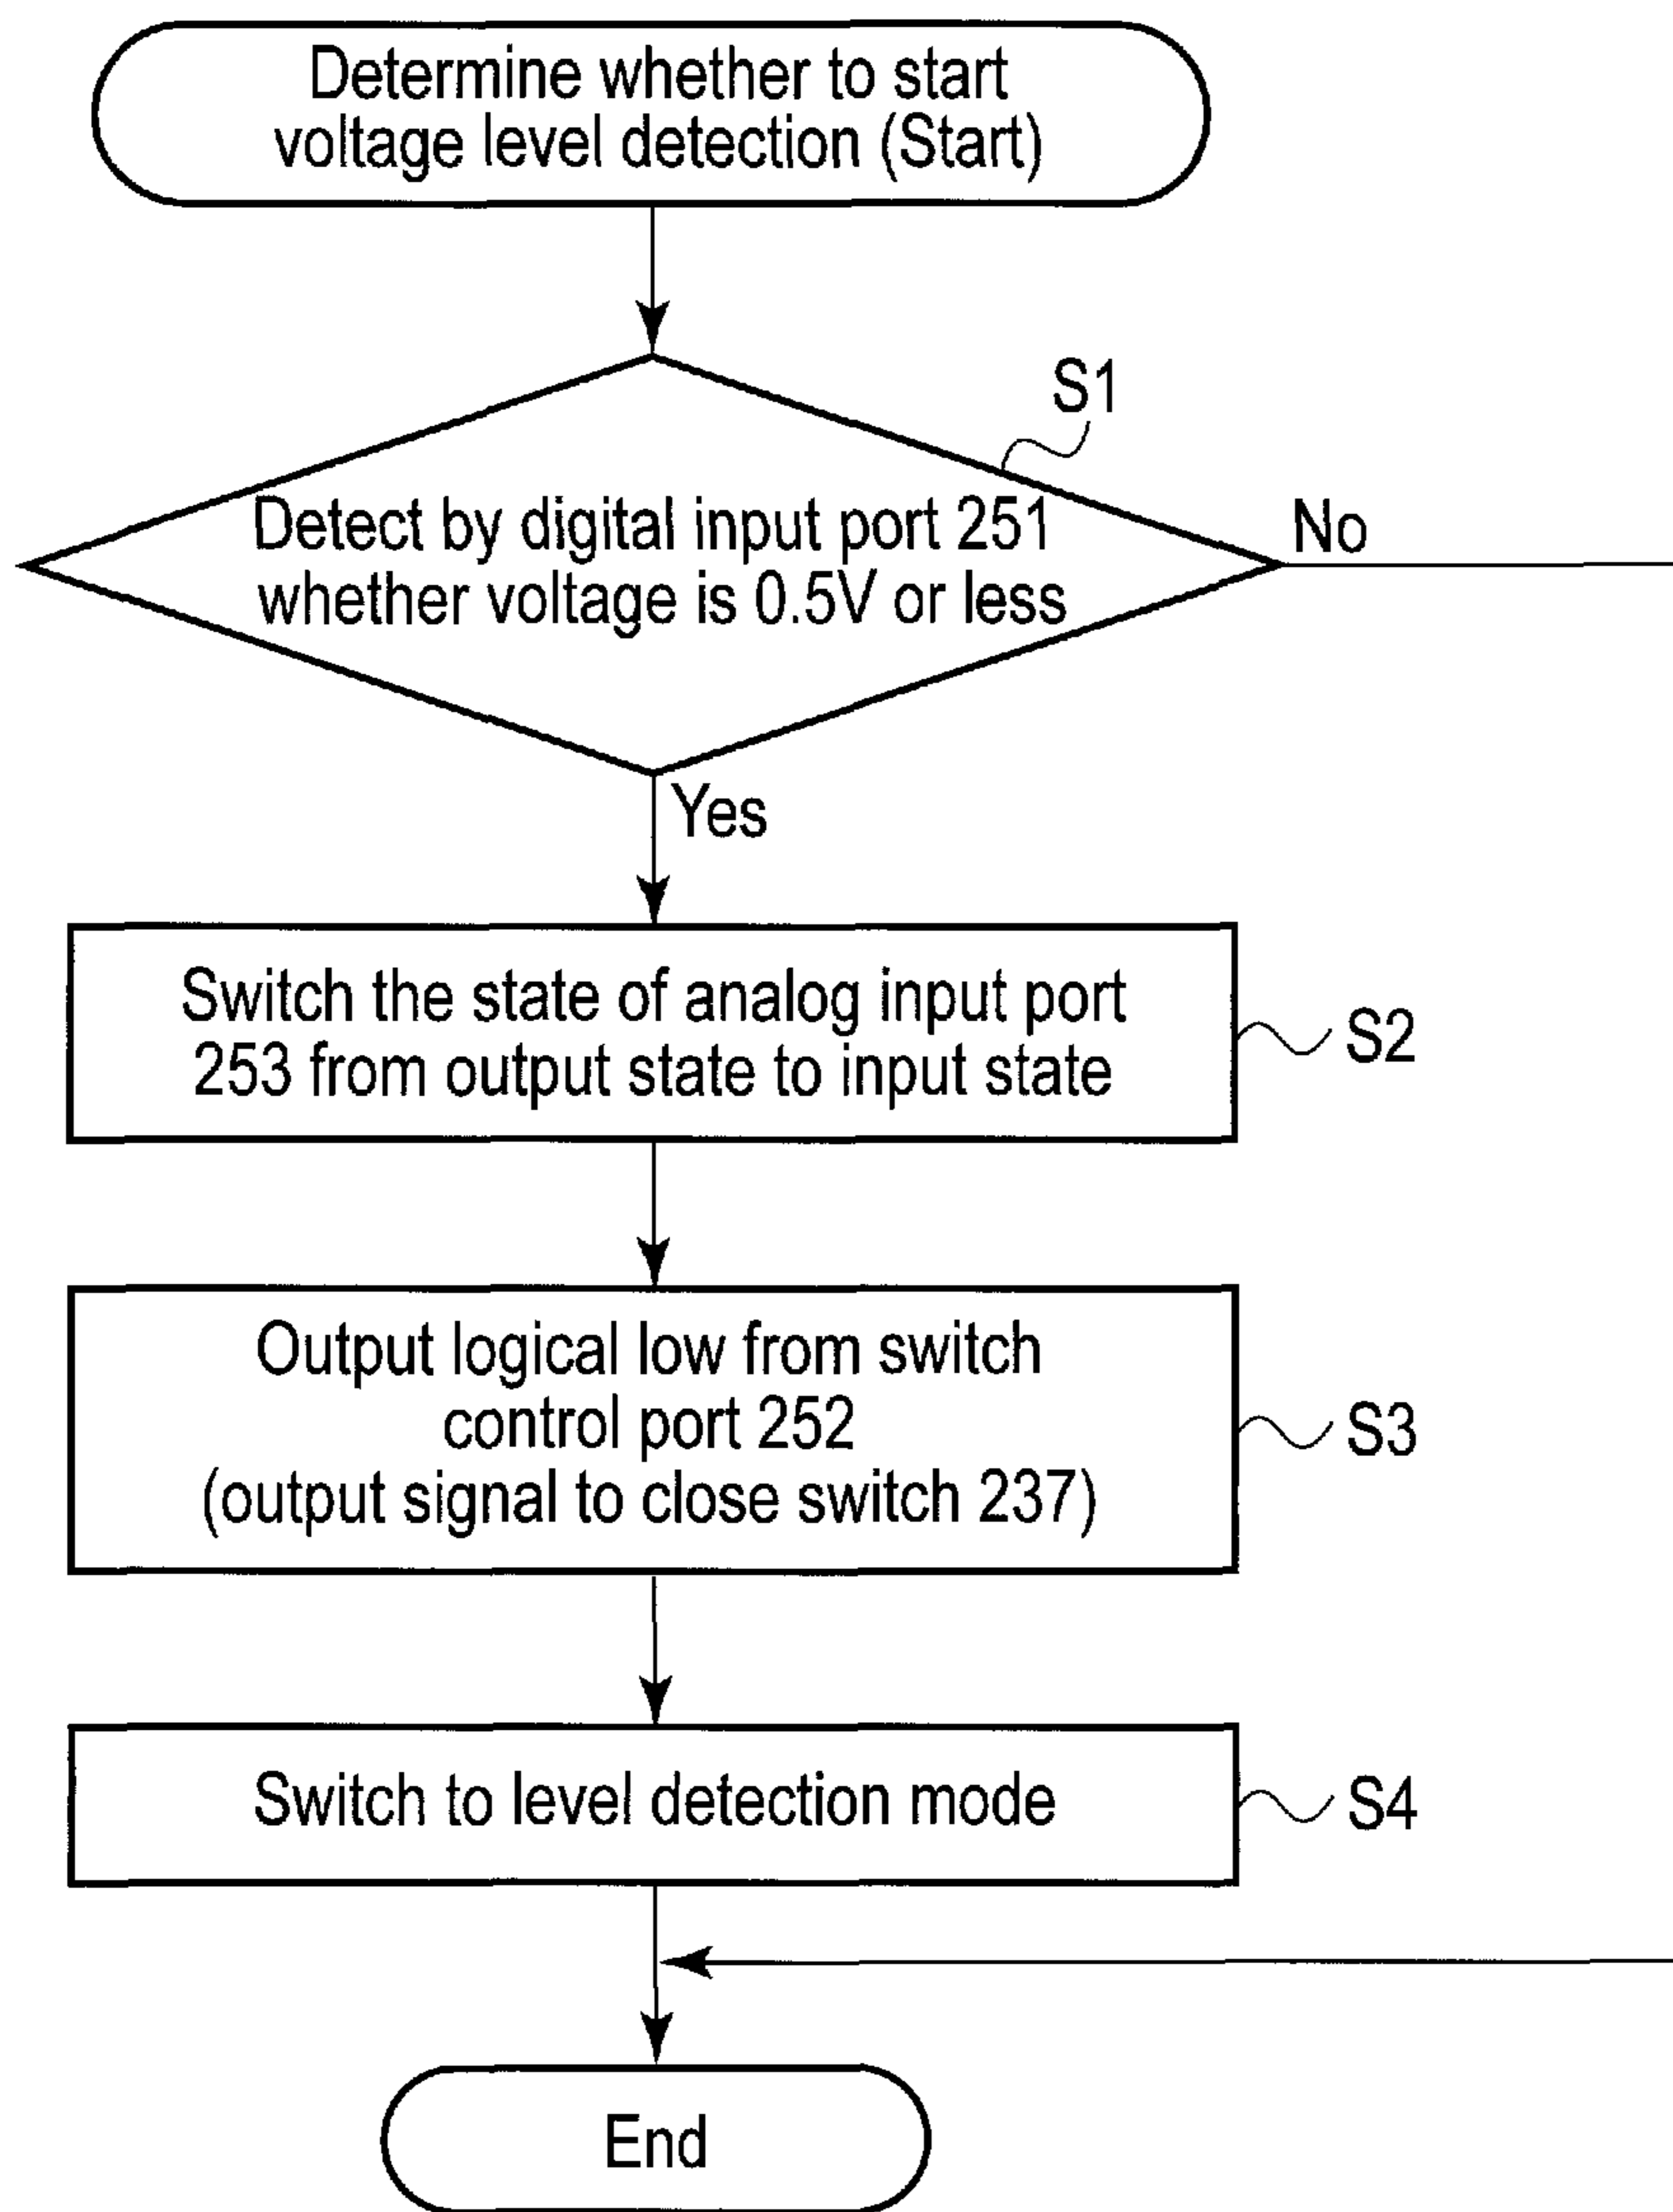 Determine whether to start
voltage level detection (Start)
S1
Detect by digital input port 251
whether voltage is 0.5V or less
No
Yes
Switch the state of analog input port
253 from output state to input state
S2
Output logical low from switch
control port 252
(output signal to close switch 237)
S3
Switch to level detection mode
S4
End